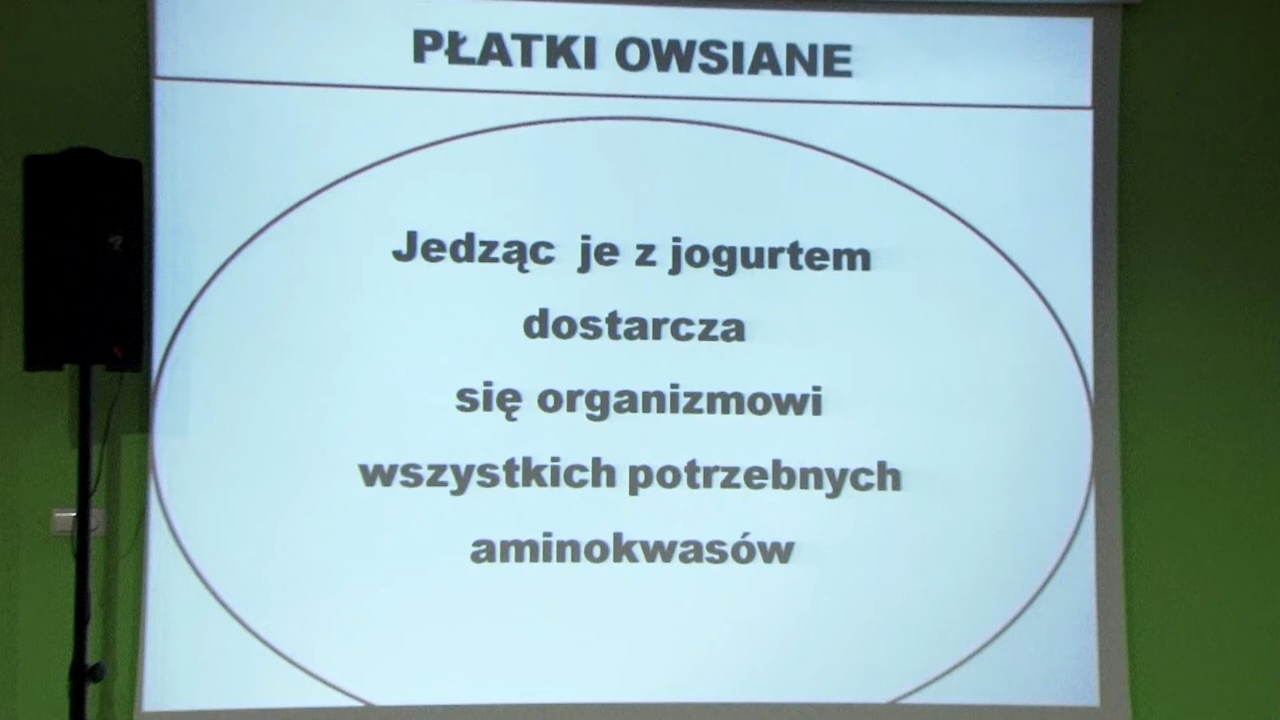 PŁATKI OWSIANE
Jedząc je z jogurtem
dostarcza
się organizmowi
wszystkich potrzebnych
aminokwasów